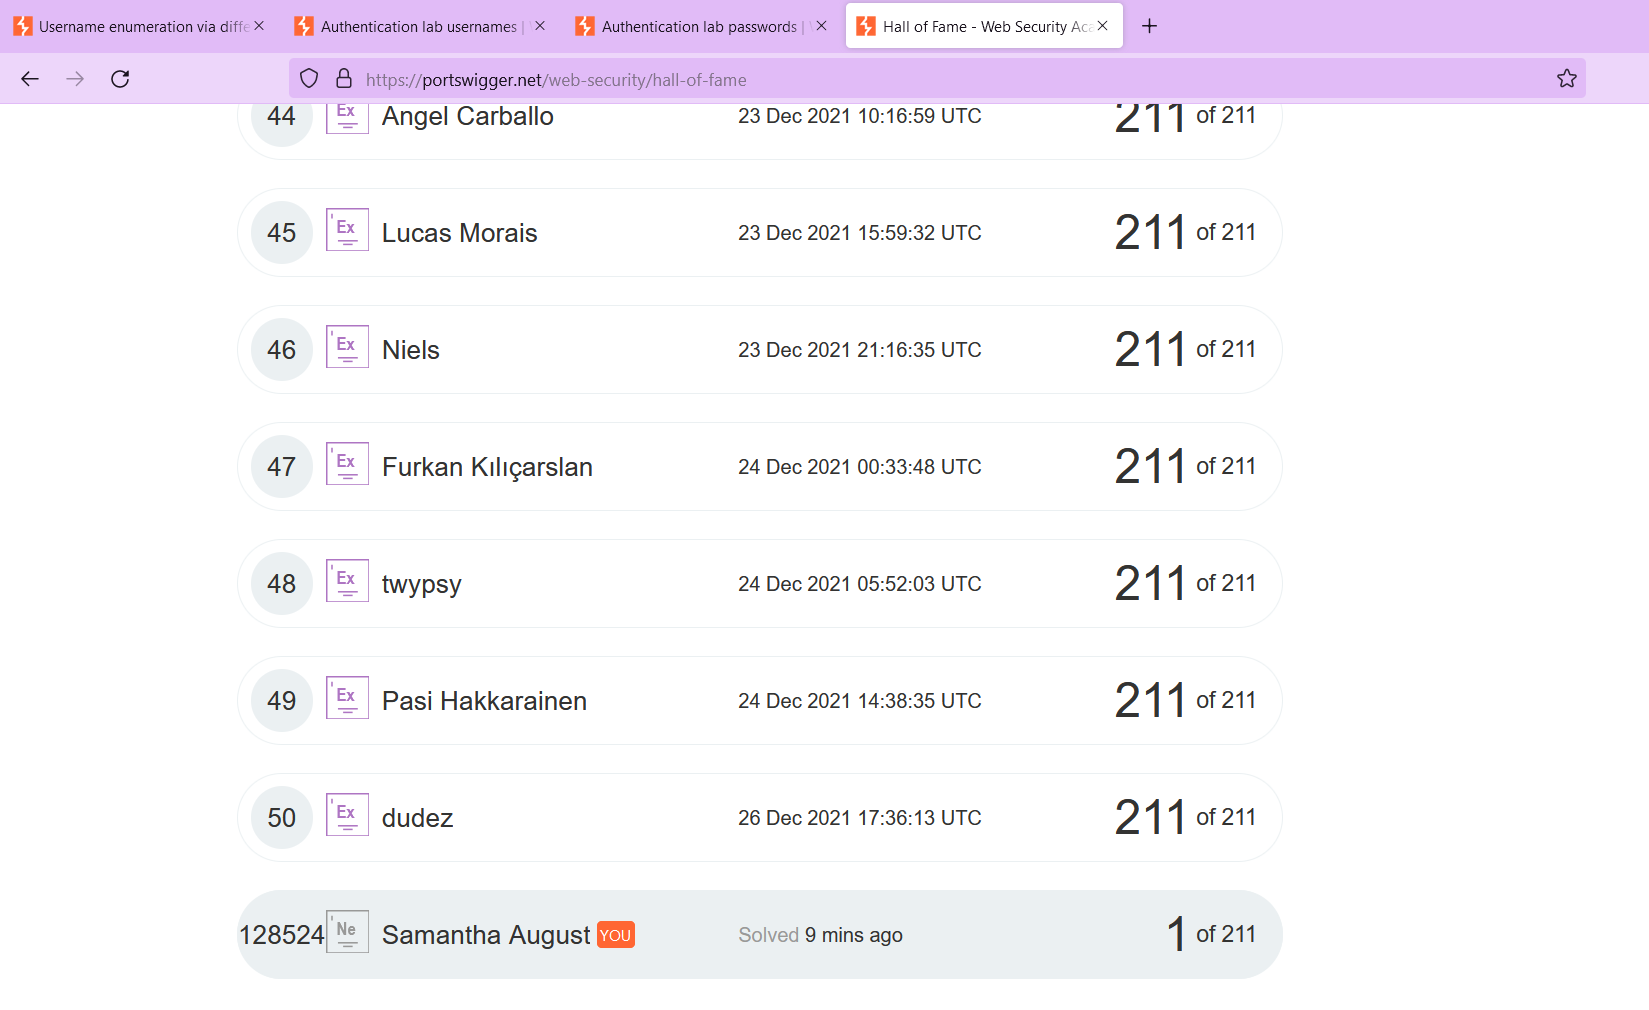 Username enumeration via diffe
Authentication lab usernames |
Authentication lab passwords |
Hall of Fame - Web Security Aca
https://portswigger.net/web-security/hall-of-fame
44 Ex Angel Carballo 23 Dec 2021 10:16:59 UTC 211 of 211
45 Ex Lucas Morais 23 Dec 2021 15:59:32 UTC 211 of 211
46 Ex Niels 23 Dec 2021 21:16:35 UTC 211 of 211
47 Ex Furkan Kılıçarslan 24 Dec 2021 00:33:48 UTC 211 of 211
48 Ex twypsy 24 Dec 2021 05:52:03 UTC 211 of 211
49 Ex Pasi Hakkarainen 24 Dec 2021 14:38:35 UTC 211 of 211
50 Ex dudez 26 Dec 2021 17:36:13 UTC 211 of 211
128524 Ne Samantha August YOU Solved 9 mins ago 1 of 211